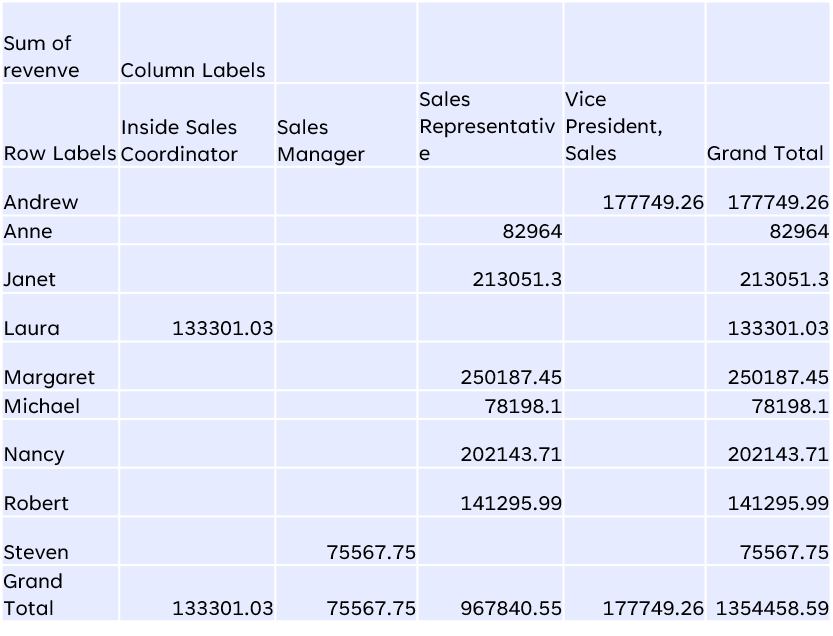 Sum of
revenve Column Labels
Row Labels Inside Sales Coordinator Sales Manager Sales Representativ e Vice President, Sales Grand Total
Andrew 177749.26 177749.26
Anne 82964 82964
Janet 213051.3 213051.3
Laura 133301.03 133301.03
Margaret 250187.45 250187.45
Michael 78198.1 78198.1
Nancy 202143.71 202143.71
Robert 141295.99 141295.99
Steven 75567.75 75567.75
Grand
Total 133301.03 75567.75 967840.55 177749.26 1354458.59